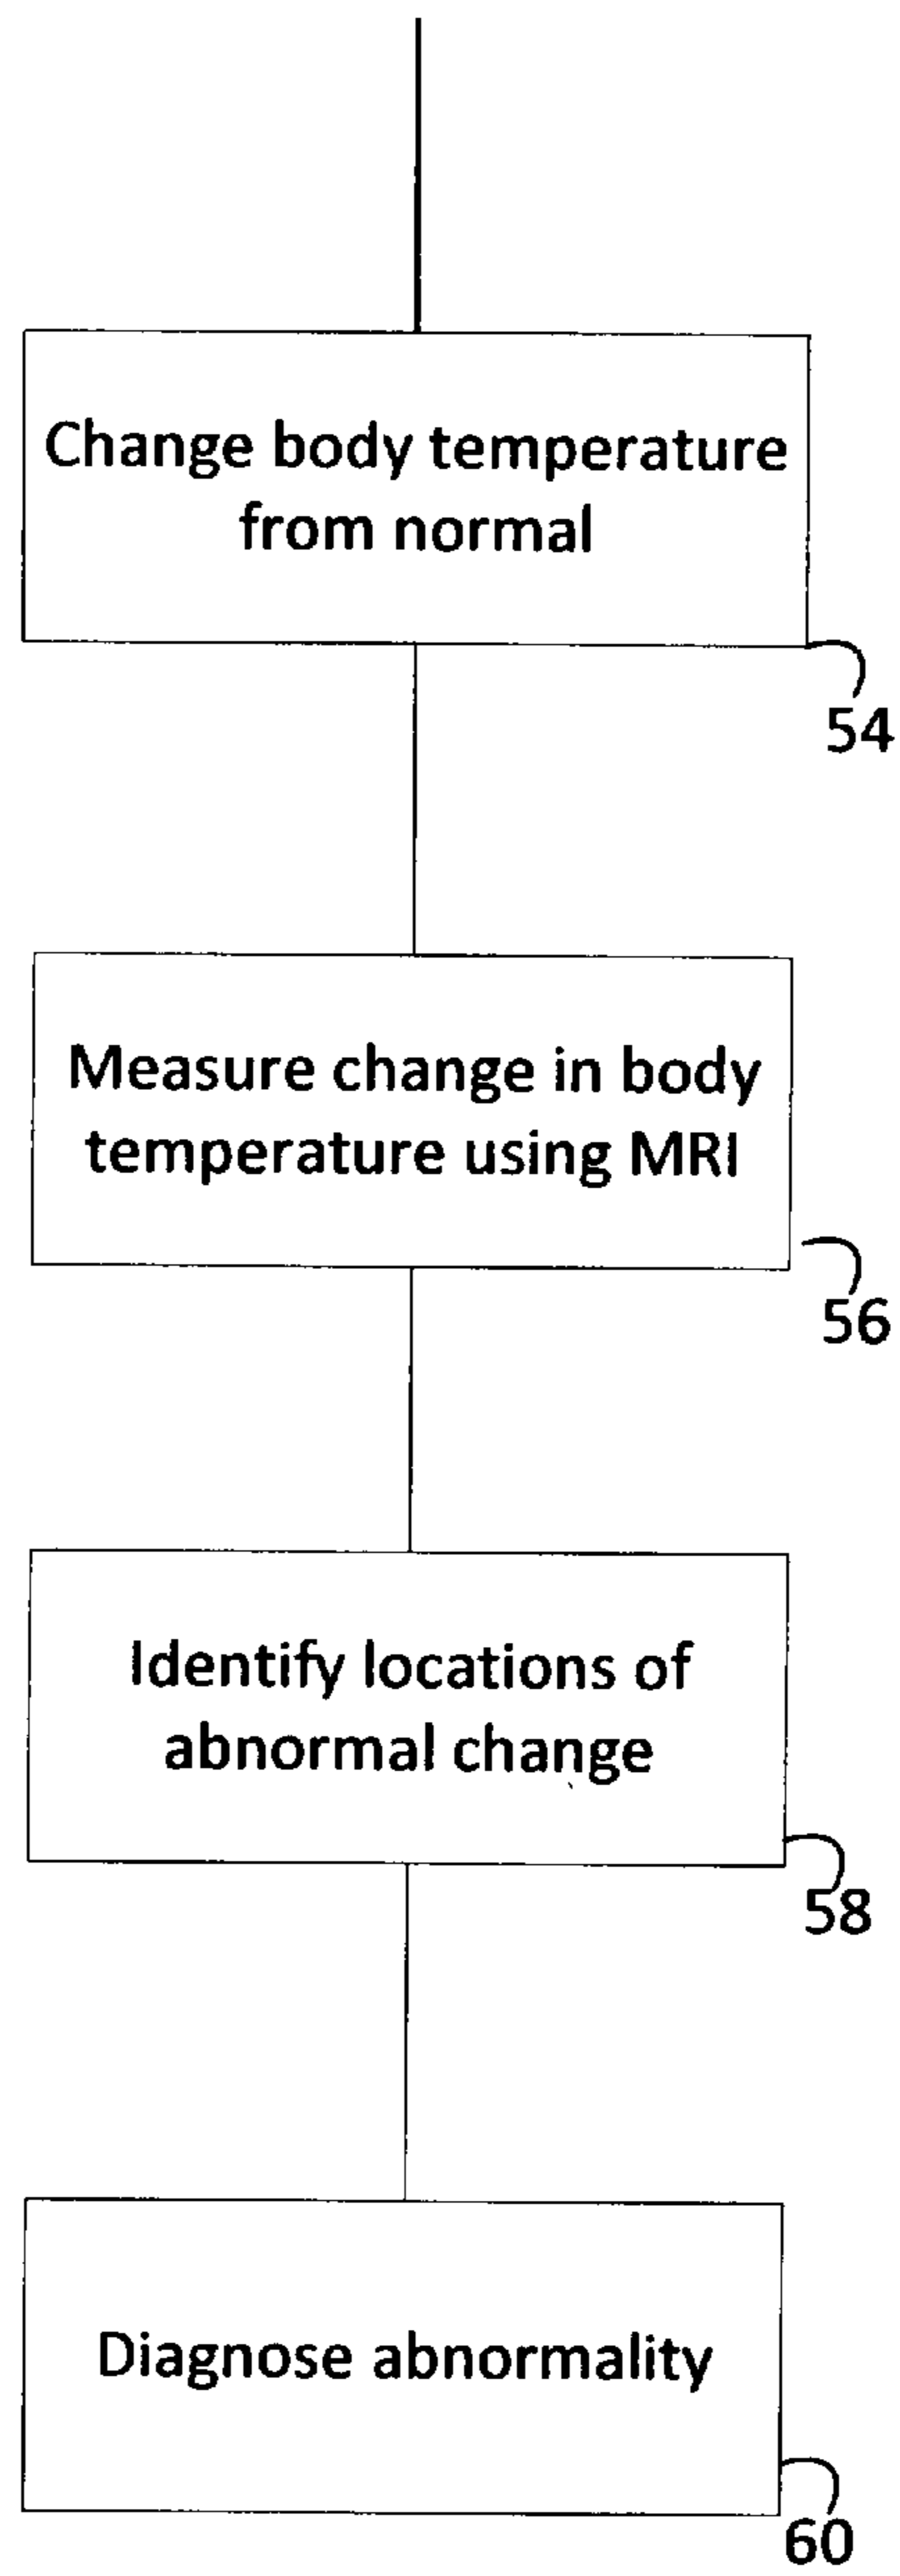 Change body temperature
from normal
54
Measure change in body
temperature using MRI
56
Identify locations of
abnormal change
58
Diagnose abnormality
60